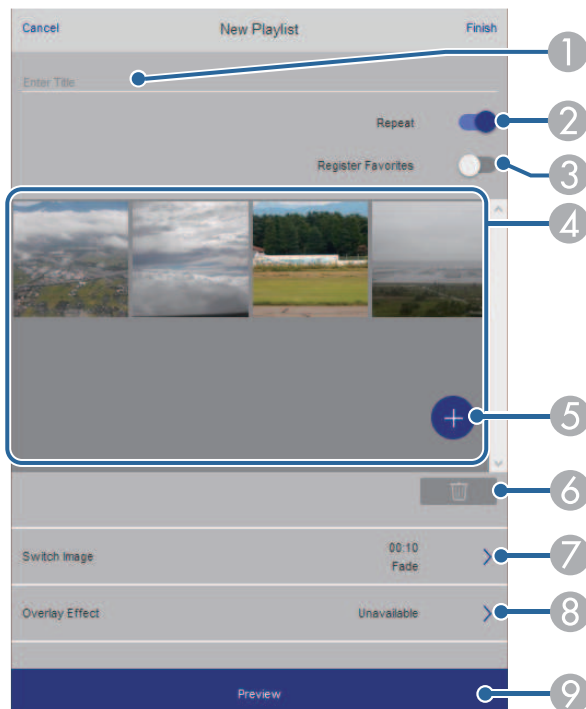 Cancel New Playlist Finish
Enter Title
1
Repeat
2
Register Favorites
3
4
+
5
6
00:10
Switch Image
Fade
7
Overlay Effect Unavailable
8
Preview
9